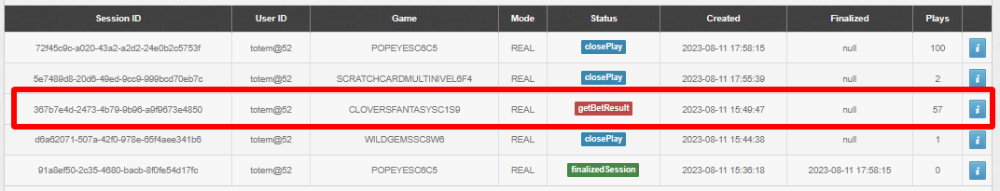 Session ID User ID Game Mode Status Created Finalized Plays
72f45c9c-a020-43a2-a2d2-24e0b2c5753f totem@52 POPEYESC6C5 REAL closePlay 2023-08-11 17:58:15 null 100
5e7489d8-20d6-49ed-9cc9-999bcd70eb7c totem@52 SCRATCHCARDMULTINIVEL6F4 REAL closePlay 2023-08-11 17:55:39 null 2
367b7e4d-2473-4b79-9b96-a9f9673e4850 totem@52 CLOVERSFANTASYSC1S9 REAL getBetResult 2023-08-11 15:49:47 null 57
d6a62071-507a-42f0-978e-65f4aee341b6 totem@52 WILDGEMSSC8W6 REAL closePlay 2023-08-11 15:44:38 null 1
91a8ef50-2c35-4680-bacb-8f0fe54d17fc totem@52 POPEYESC6C5 REAL finalizedSession 2023-08-11 15:36:18 2023-08-11 17:58:15 0